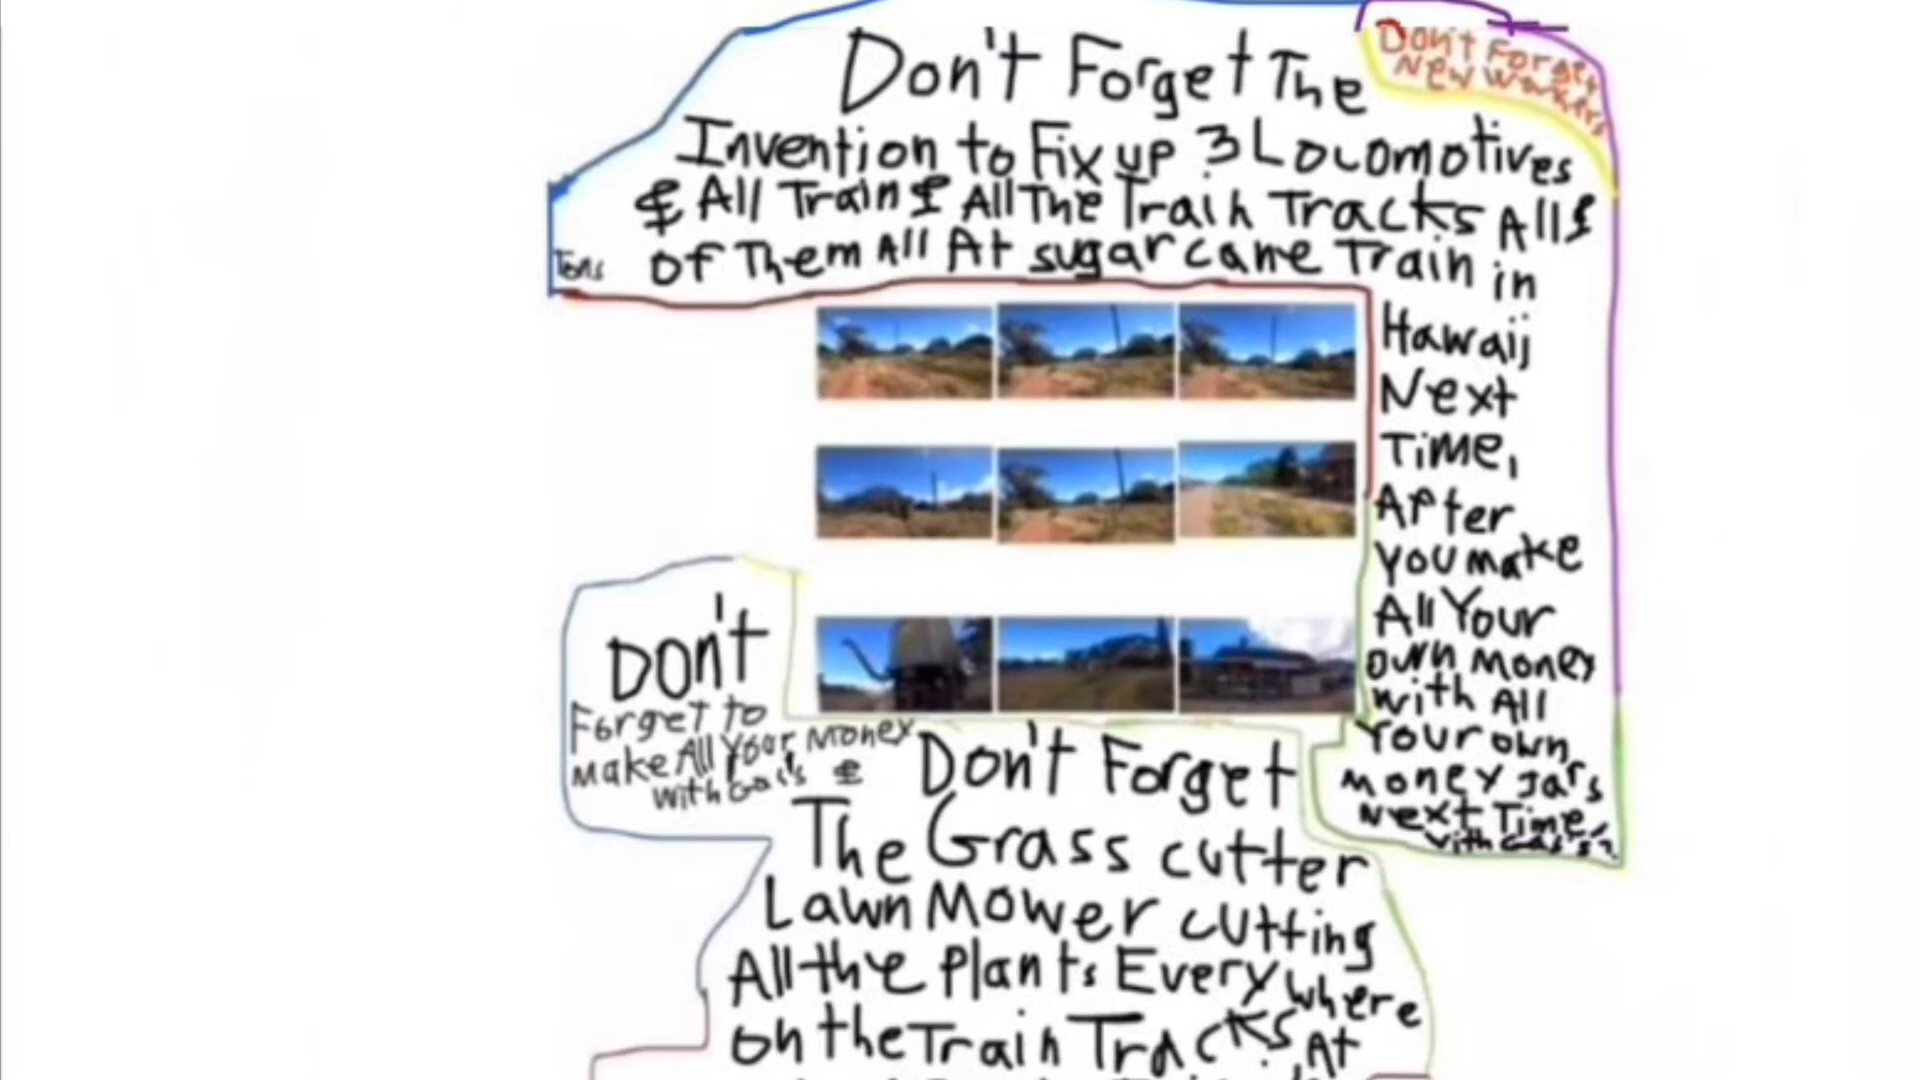 Don't Forget The
Don't Forget
New Workers
Invention to Fix up 3 Locomotives
& All Train & All The Train Tracks All &
Tons of Them All At sugar cane Train in
Hawaii
Next
Time,
After
You make
All Your
own Money
with All
Your own
money Jars
Next Time,
with Gas's
Don't
Forget to
make All Your Money
with Gas's &
Don't Forget
The Grass cutter
Lawn Mower cutting
All the Plants Everywhere
on the Train Tracks At